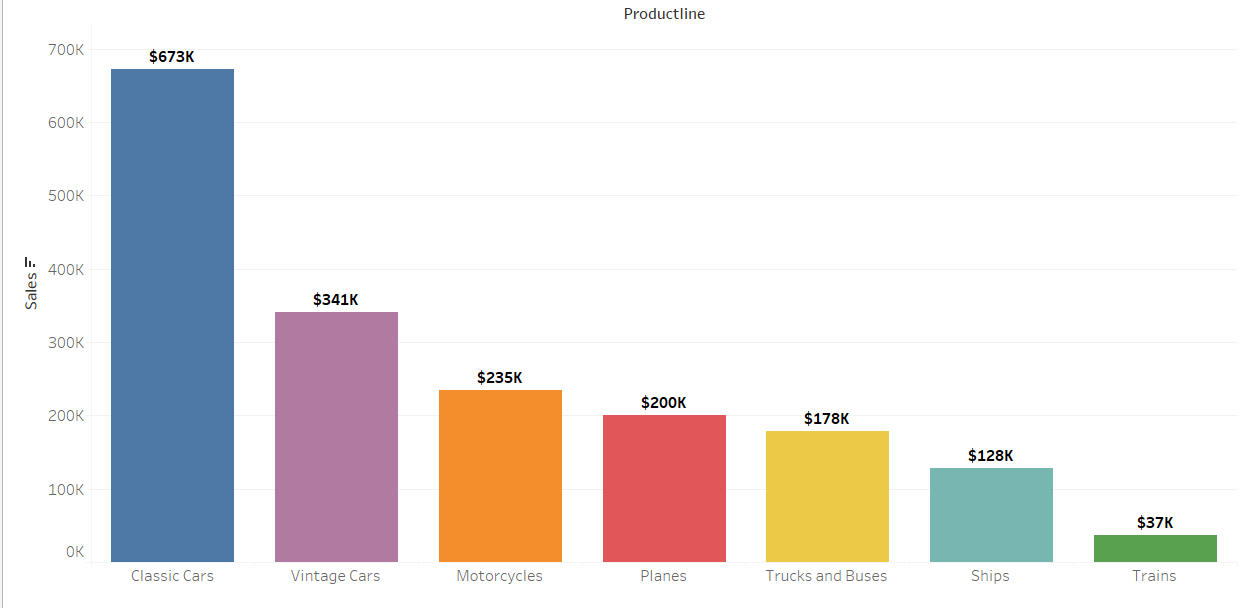 Productline
700K
600K
500K
400K
300K
200K
100K
0K
Sales
$673K
$341K
$235K
$200K
$178K
$128K
$37K
Classic Cars
Vintage Cars
Motorcycles
Planes
Trucks and Buses
Ships
Trains